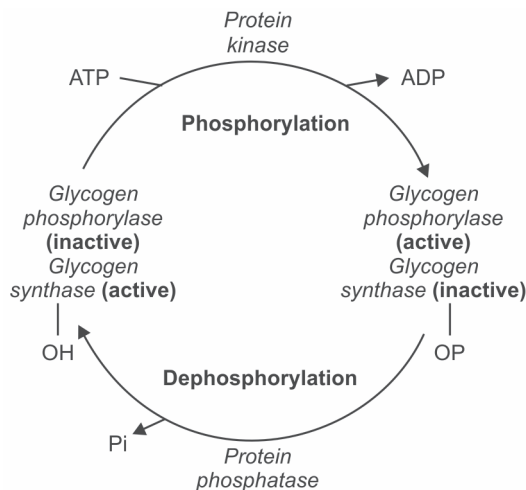 Protein
kinase
ATP
ADP
Phosphorylation
Glycogen
phosphorylase
(inactive)
Glycogen
synthase (active)
OH
Glycogen
phosphorylase
(active)
Glycogen
synthase (inactive)
OP
Dephosphorylation
Pi
Protein
phosphatase